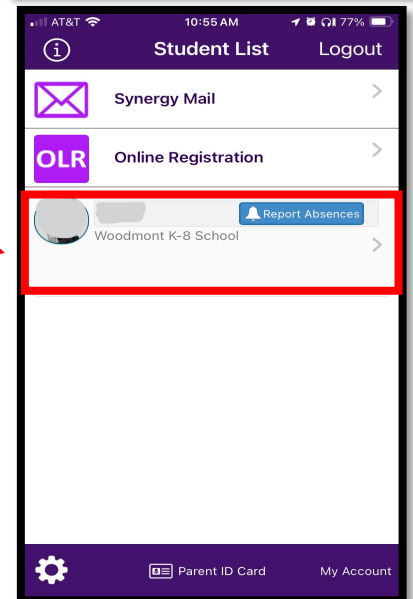 AT&T 10:55 AM 77%
Student List Logout
Synergy Mail
OLR Online Registration
Report Absences
Woodmont K-8 School
Parent ID Card My Account